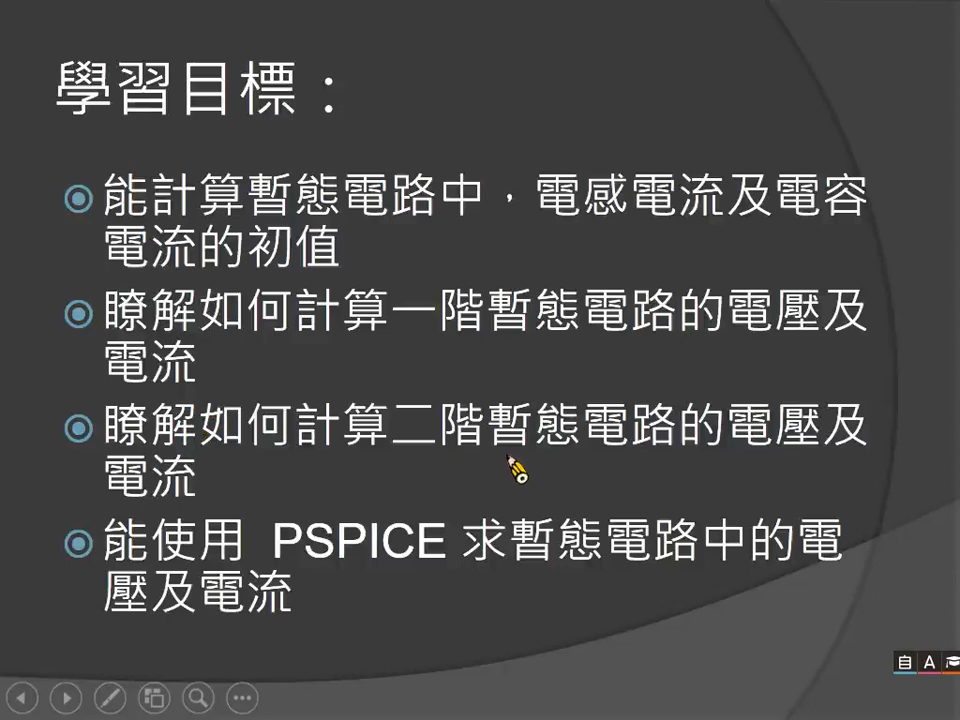 學習目標：
能計算暫態電路中，電感電流及電容
電流的初值
瞭解如何計算一階暫態電路的電壓及
電流
瞭解如何計算二階暫態電路的電壓及
電流
能使用 PSPICE 求暫態電路中的電
壓及電流
自 A